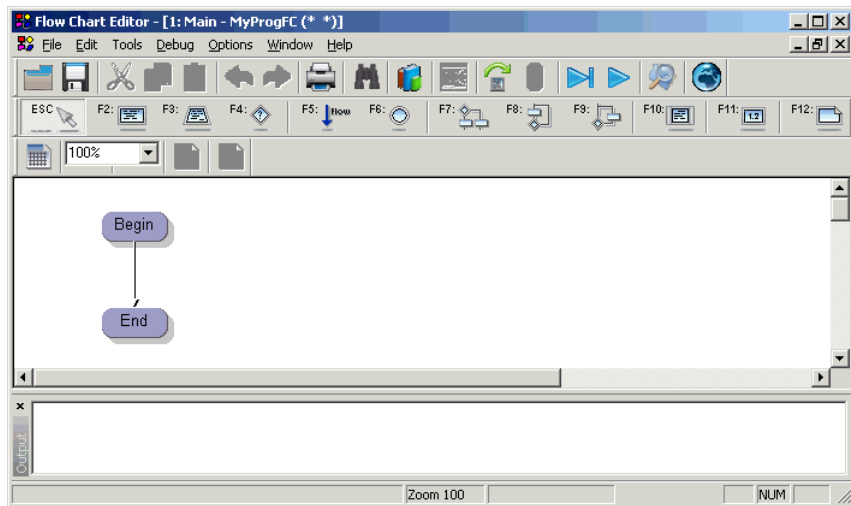 Flow Chart Editor - [1: Main - MyProgFC (* *)]
File Edit Tools Debug Options Window Help
ESC F2: F3: F4: F5: flow F6: F7: F8: F9: F10: F11: 1.2 F12:
100%
Begin
End
Output
Zoom 100 NUM